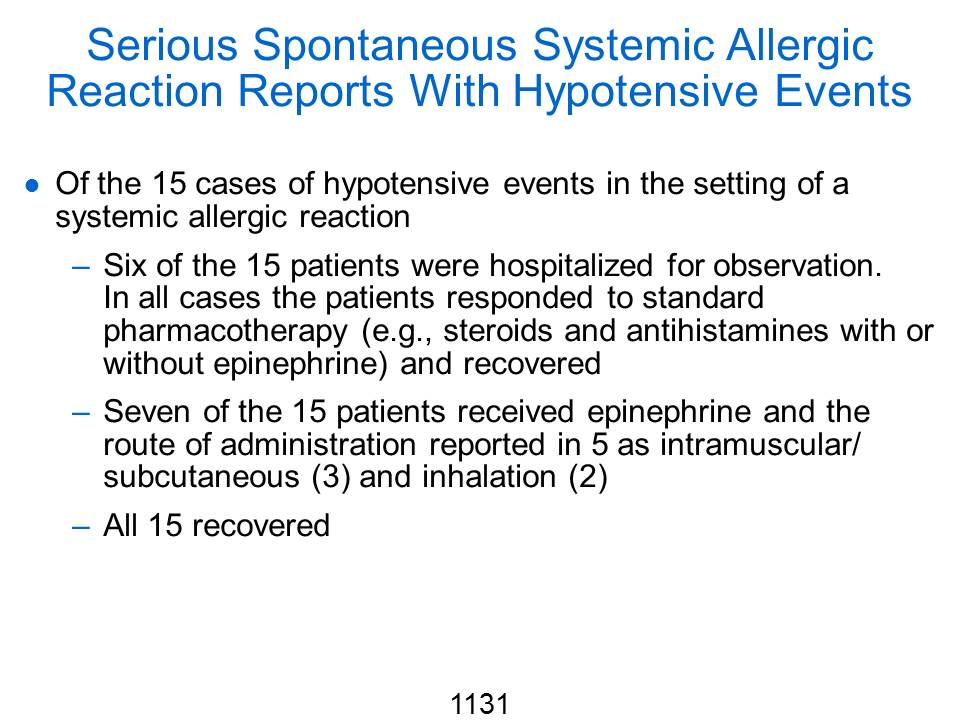 Serious Spontaneous Systemic Allergic
Reaction Reports With Hypotensive Events
● Of the 15 cases of hypotensive events in the setting of a
systemic allergic reaction
– Six of the 15 patients were hospitalized for observation.
In all cases the patients responded to standard
pharmacotherapy (e.g., steroids and antihistamines with or
without epinephrine) and recovered
– Seven of the 15 patients received epinephrine and the
route of administration reported in 5 as intramuscular/
subcutaneous (3) and inhalation (2)
– All 15 recovered
1131